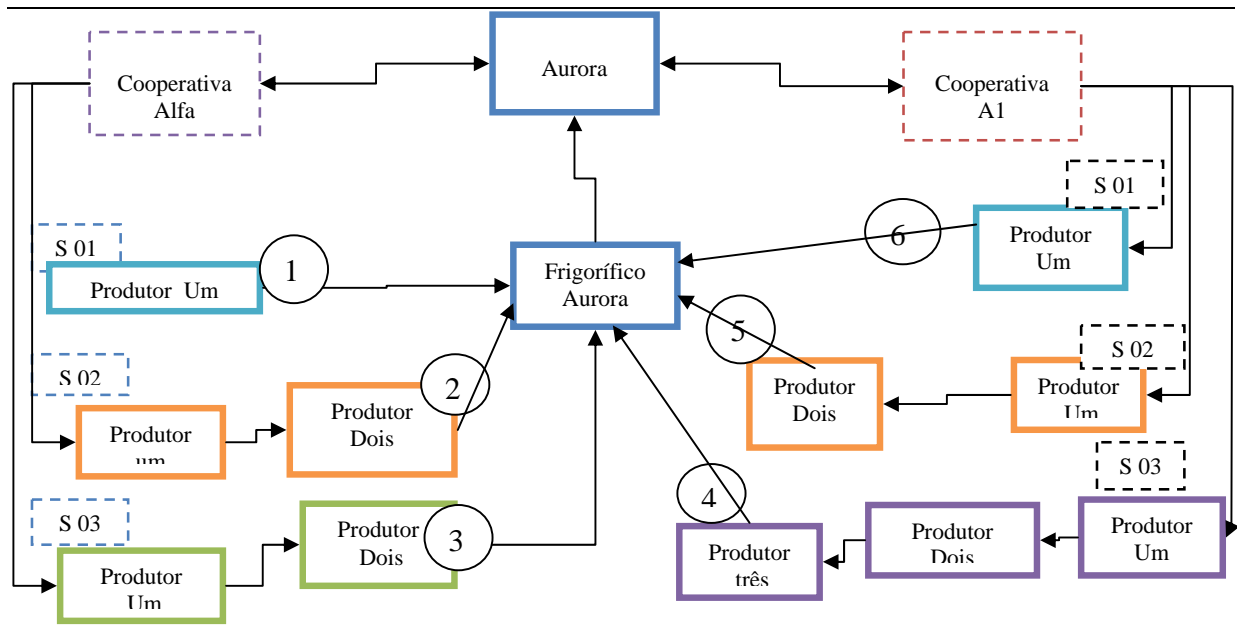 Cooperativa
Alfa
Aurora
Cooperativa
A1
S 01
S 01
Produtor Um
1
Frigorífico
Aurora
6
Produtor
Um
S 02
Produtor
um
Produtor
Dois
2
5
Produtor
Dois
S 02
Produtor
Um
S 03
Produtor
Um
Produtor
Dois
3
4
Produtor
três
Produtor
Dois
S 03
Produtor
Um